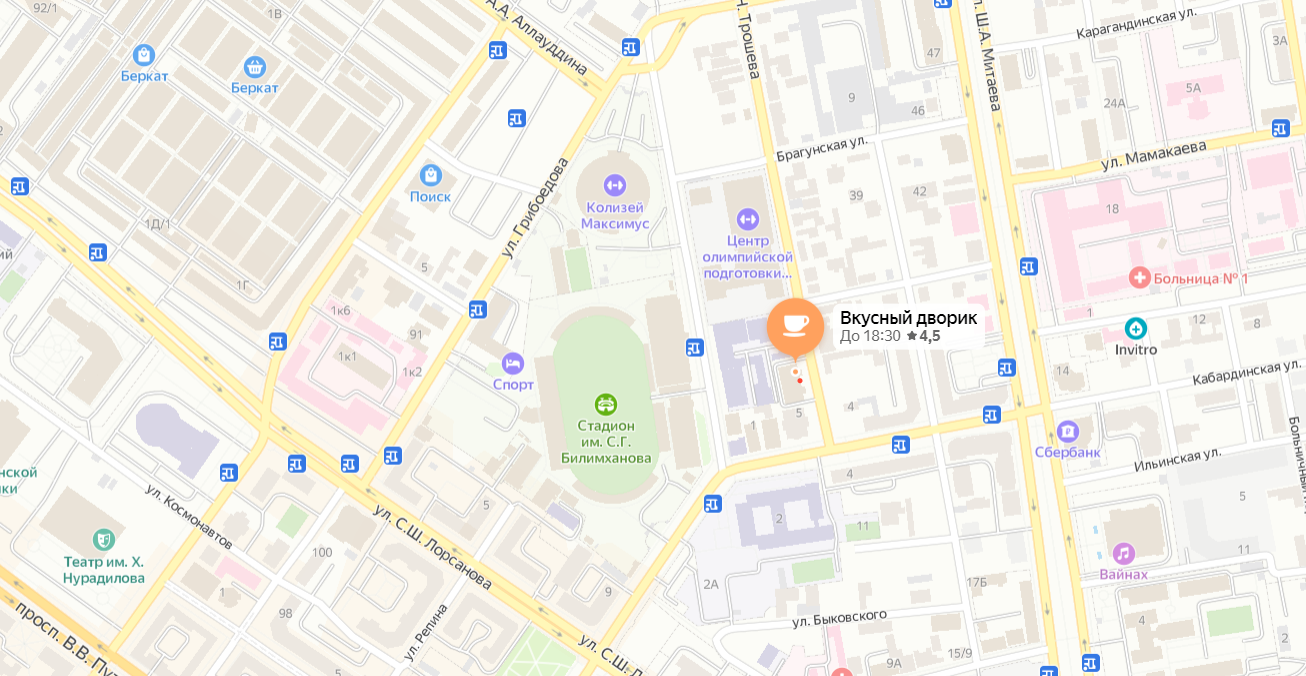 92/1
А.А. Аллауддина
Н. Трошева
Ш.А. Митаева
Карагандинская ул.
3А
Беркат
Беркат
1В
47
9
46
24А
5А
Брагунская ул.
ул. Мамакаева
Поиск
ул. Грибоедова
Колизей
Максимус
39
42
18
1Д/1
Центр
олимпийской
подготовки...
ий
5
1Г
Больница № 1
1к6
91
1к1
1к2
Вкусный дворик
До 18:30 ★4,5
1
12
8
Invitro
Спорт
14
Кабардинская ул.
Стадион
им. С.Г.
Билимханова
5
4
1
Сбербанк
Ильинская ул.
Больничный
нской
ки
ул. Космонавтов
4
5
5
2
11
ул. С.Ш. Лорсанова
Театр им. Х.
Нурадилова
100
11
Вайнах
1
2А
17Б
9
98
ул. Репина
ул. Быковского
4
2
просп. В.В. Пу
ул. С.Ш. Л
9А
15/9